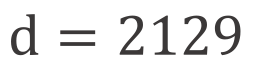 d = 2129